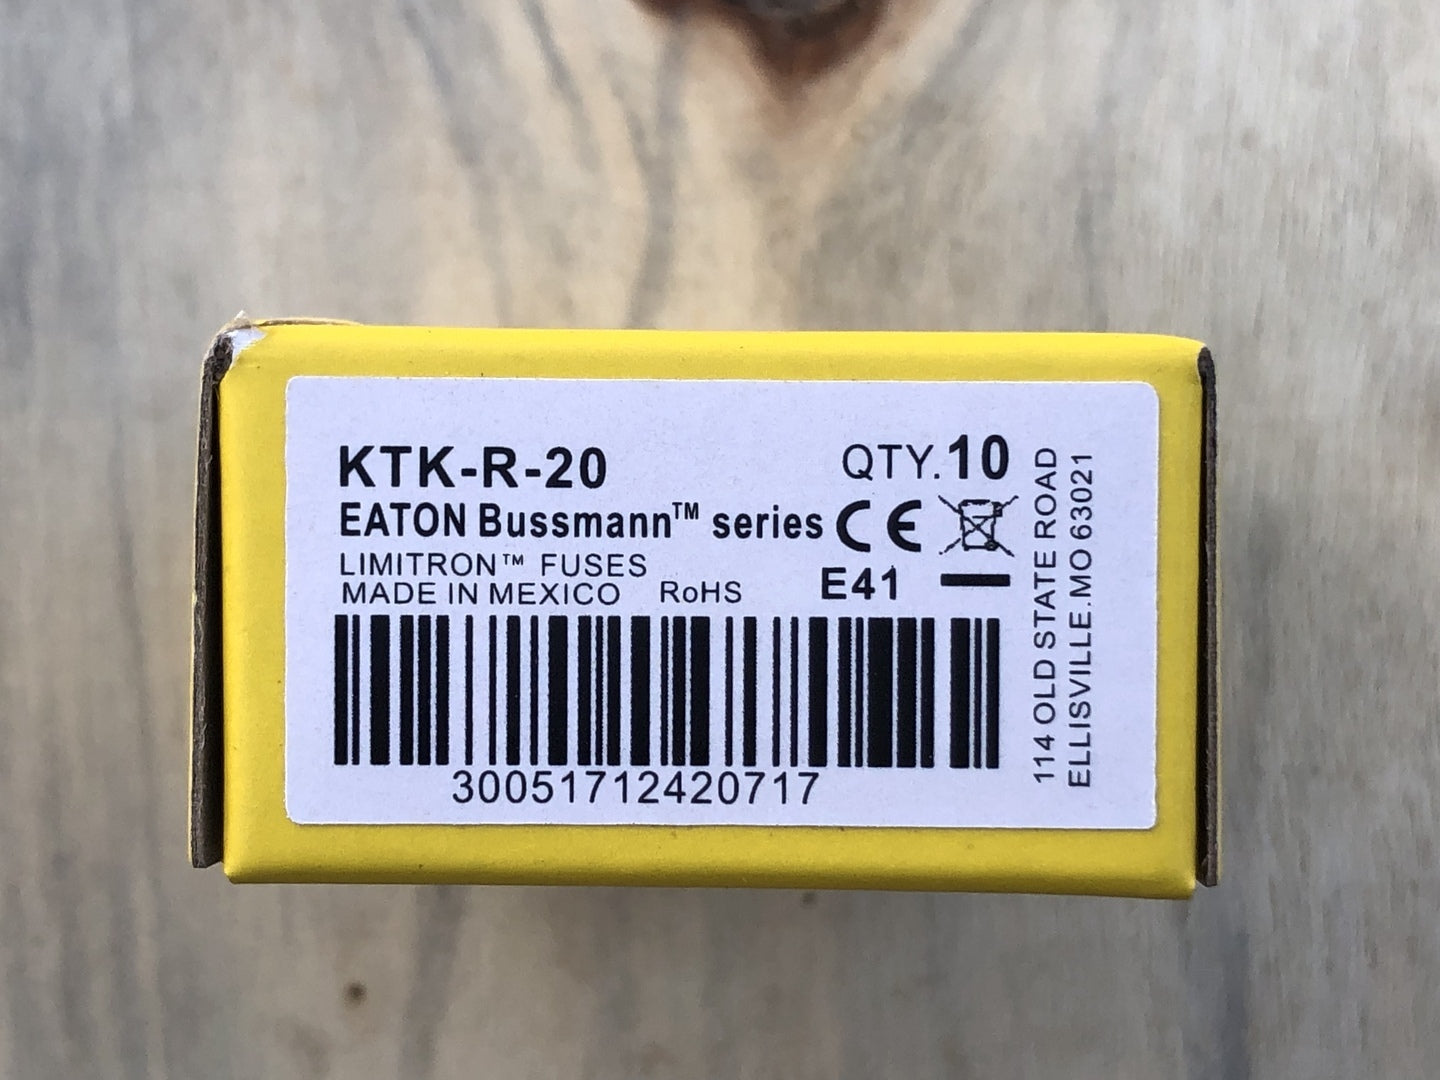 KTK-R-20 QTY.10
EATON Bussmann™ series CE
LIMITRON™ FUSES
MADE IN MEXICO RoHS E41
30051712420717
114 OLD STATE ROAD
ELLISVILLE.MO 63021